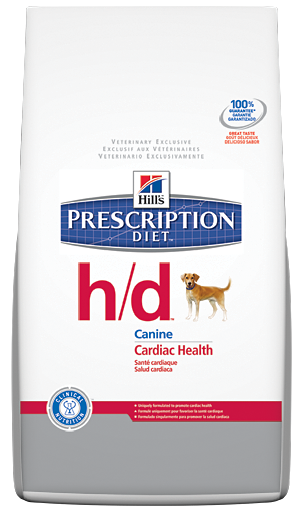 100%
GUARANTEE*
GARANTIE
GARANTIZADO
GREAT TASTE
GOÛT DÉLICIEUX
DELICIOSO SABOR
VETERINARY EXCLUSIVE
EXCLUSIF AUX VÉTÉRINAIRES
VETERINARIO EXCLUSIVAMENTE
Hill's
PRESCRIPTION
DIET™
h/d™
Canine
Cardiac Health
Santé cardiaque
Salud cardiaca
CLINICAL
NUTRITION
• Uniquely formulated to promote cardiac health
• Formule uniquement pour favoriser la santé cardiaque
• Formulado singularmente para promover la salud cardiaca